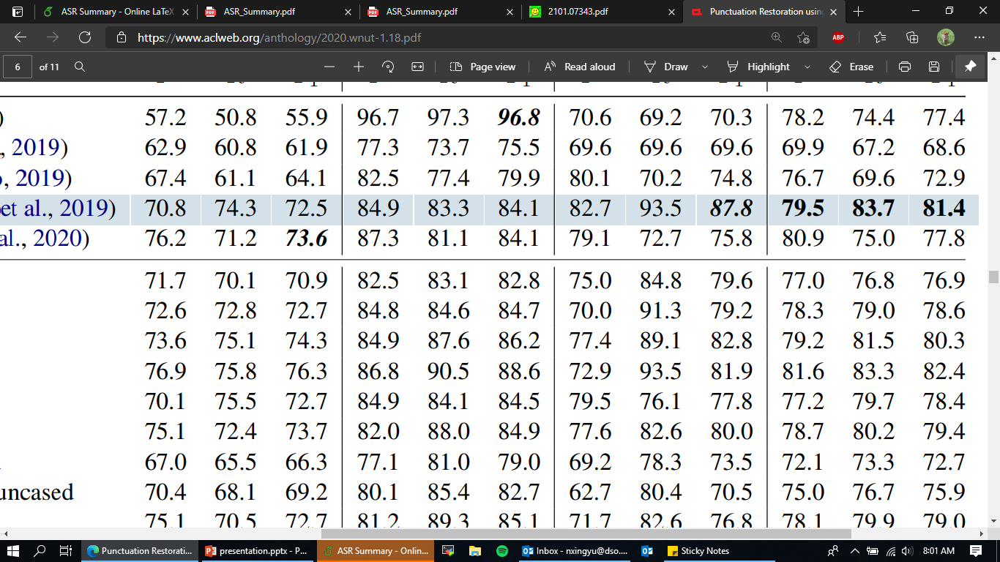 ASR Summary - Online LaTeX ASR_Summary.pdf ASR_Summary.pdf 2101.07343.pdf Punctuation Restoration using
https://www.aclweb.org/anthology/2020.wnut-1.18.pdf ABP
6 of 11 Page view Read aloud Draw Highlight Erase
) 57.2 50.8 55.9 96.7 97.3 96.8 70.6 69.2 70.3 78.2 74.4 77.4
, 2019) 62.9 60.8 61.9 77.3 73.7 75.5 69.6 69.6 69.6 69.9 67.2 68.6
, 2019) 67.4 61.1 64.1 82.5 77.4 79.9 80.1 70.2 74.8 76.7 69.6 72.9
et al., 2019) 70.8 74.3 72.5 84.9 83.3 84.1 82.7 93.5 87.8 79.5 83.7 81.4
al., 2020) 76.2 71.2 73.6 87.3 81.1 84.1 79.1 72.7 75.8 80.9 75.0 77.8
71.7 70.1 70.9 82.5 83.1 82.8 75.0 84.8 79.6 77.0 76.8 76.9
72.6 72.8 72.7 84.8 84.6 84.7 70.0 91.3 79.2 78.3 79.0 78.6
73.6 75.1 74.3 84.9 87.6 86.2 77.4 89.1 82.8 79.2 81.5 80.3
76.9 75.8 76.3 86.8 90.5 88.6 72.9 93.5 81.9 81.6 83.3 82.4
70.1 75.5 72.7 84.9 84.1 84.5 79.5 76.1 77.8 77.2 79.7 78.4
75.1 72.4 73.7 82.0 88.0 84.9 77.6 82.6 80.0 78.7 80.2 79.4
67.0 65.5 66.3 77.1 81.0 79.0 69.2 78.3 73.5 72.1 73.3 72.7
uncased 70.4 68.1 69.2 80.1 85.4 82.7 62.7 80.4 70.5 75.0 76.7 75.9
75.1 70.5 72.7 81.2 89.3 85.1 71.7 82.6 76.8 78.1 79.9 79.0
Punctuation Restorati... presentation.pptx - P... ASR Summary - Onlin... Inbox - nxingyu@dso.... Sticky Notes 8:01 AM